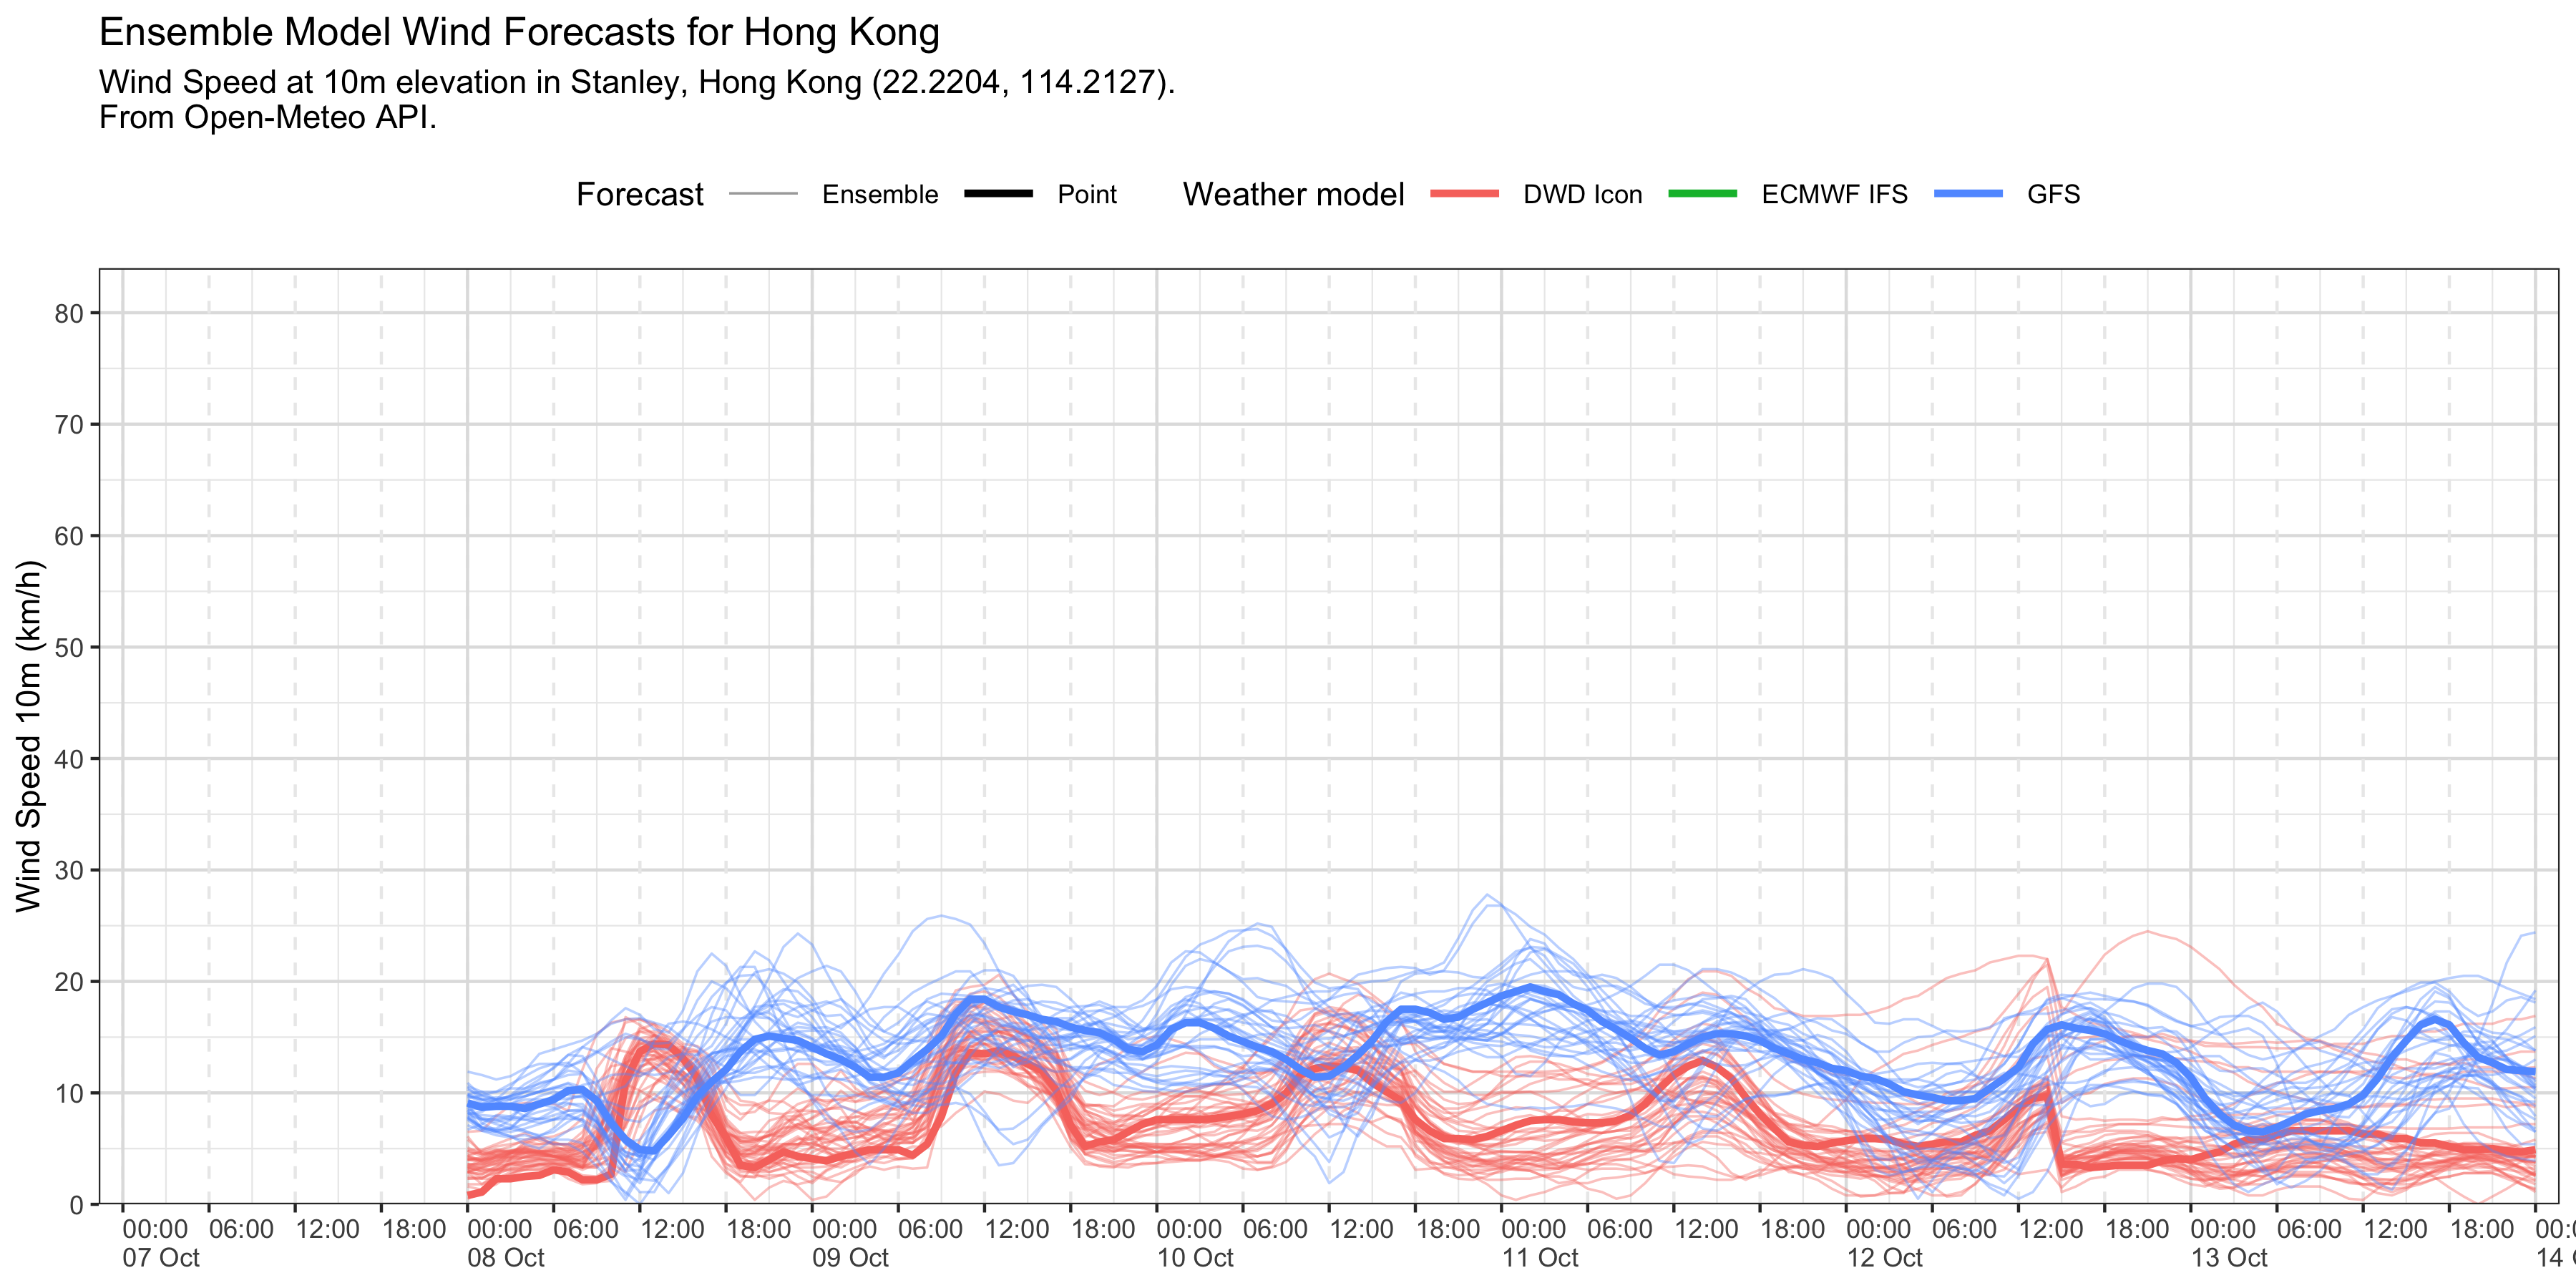 Ensemble Model Wind Forecasts for Hong Kong
Wind Speed at 10m elevation in Stanley, Hong Kong (22.2204, 114.2127).
From Open-Meteo API.
Forecast Ensemble Point Weather model DWD Icon ECMWF IFS GFS
Wind Speed 10m (km/h)
80
70
60
50
40
30
20
10
0
00:00 06:00 12:00 18:00 00:00 06:00 12:00 18:00 00:00 06:00 12:00 18:00 00:00 06:00 12:00 18:00 00:00 06:00 12:00 18:00 00:00 06:00 12:00 18:00 00:00 06:00 12:00 18:00
07 Oct 08 Oct 09 Oct 10 Oct 11 Oct 12 Oct 13 Oct 14